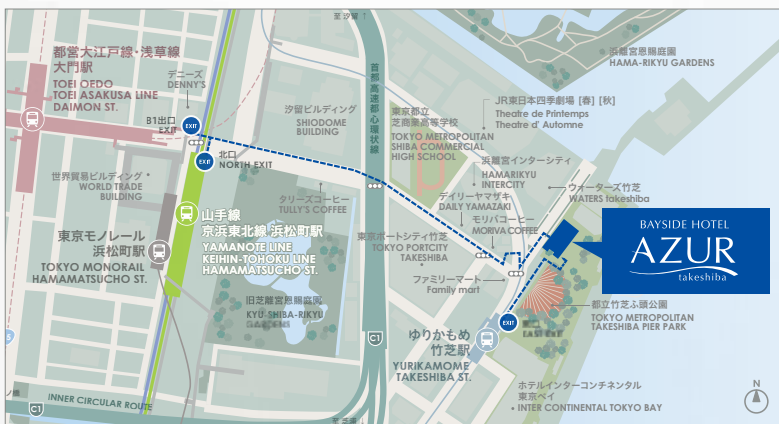 至汐留 ↑
都営大江戸線・浅草線
大門駅
TOEI OEDO
TOEI ASAKUSA LINE
DAIMON ST.
デニーズ
DENNY'S
B1出口
EXIT
EXIT
EXIT
北口
NORTH EXIT
汐留ビルディング
SHIODOME
BUILDING
首都高速都心環状線
浜離宮恩賜庭園
HAMA-RIKYU GARDENS
JR東日本四季劇場 [春] [秋]
Theatre de Printemps
Theatre d' Automne
東京都立
芝商業高等学校
TOKYO METROPOLITAN
SHIBA COMMERCIAL
HIGH SCHOOL
浜離宮インターシティ
HAMARIKYU
INTERCITY
ウォーターズ竹芝
WATERS takeshiba
世界貿易ビルディング
WORLD TRADE
BUILDING
タリーズコーヒー
TULLY'S COFFEE
デイリーヤマザキ
DAILY YAMAZAKI
モリバコーヒー
MORIVA COFFEE
山手線
京浜東北線 浜松町駅
YAMANOTE LINE
KEIHIN-TOHOKU LINE
HAMAMATSUCHO ST.
東京モノレール
浜松町駅
TOKYO MONORAIL
HAMAMATSUCHO ST.
東京ポートシティ竹芝
TOKYO PORTCITY
TAKESHIBA
ファミリーマート
Family mart
BAYSIDE HOTEL
AZUR
takeshiba
旧芝離宮恩賜庭園
KYU-SHIBA-RIKYU
都立竹芝ふ頭公園
TOKYO METROPOLITAN
TAKESHIBA PIER PARK
EXIT
ゆりかもめ
竹芝駅
YURIKAMOME
TAKESHIBA ST.
C1
ホテルインターコンチネンタル
東京ベイ
INTER CONTINENTAL TOKYO BAY
INNER CIRCULAR ROUTE
C1
N